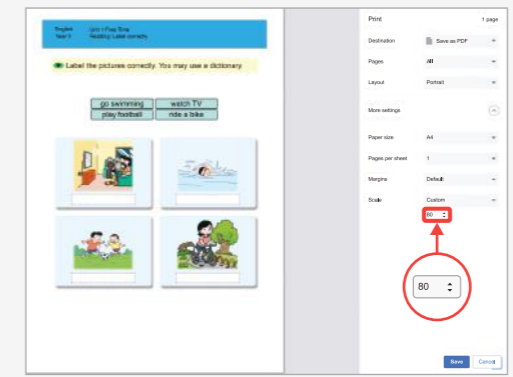 English Unit 1 Free Time
Year 5 Reading: Label correctly
Label the pictures correctly. You may use a dictionary.
go swimming watch TV
play football ride a bike
Print 1 page
Destination Save as PDF
Pages All
Layout Portrait
More settings
Paper size A4
Pages per sheet 1
Margins Default
Scale Custom
80
80
Save Cancel